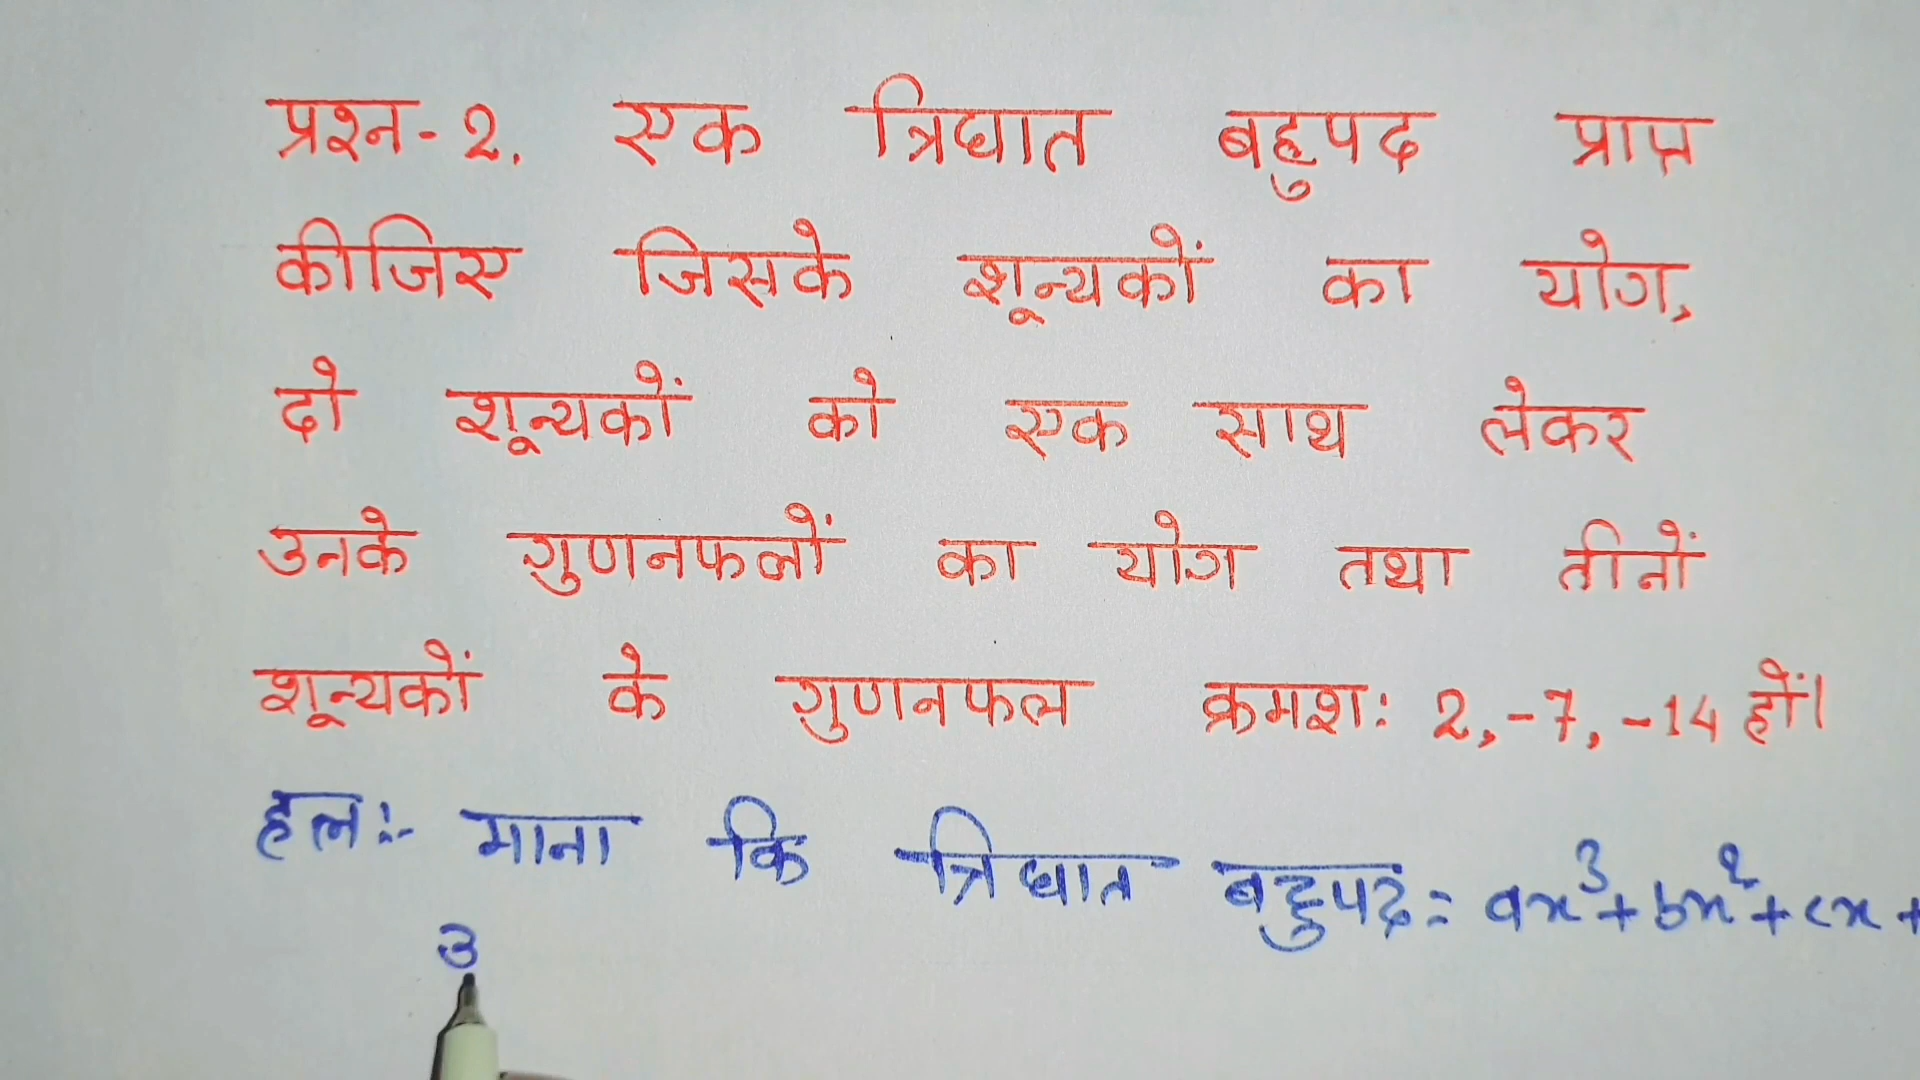 प्रश्न-2. एक त्रिघात बहुपद प्राप्त
कीजिए जिसके शून्यकों का योग,
दो शून्यकों को एक साथ लेकर
उनके गुणनफलों का योग तथा तीनों
शून्यकों के गुणनफल क्रमशः 2,-7,-14 हों।
हल:- माना कि त्रिघात बहुपद= ax³+bx²+cx+